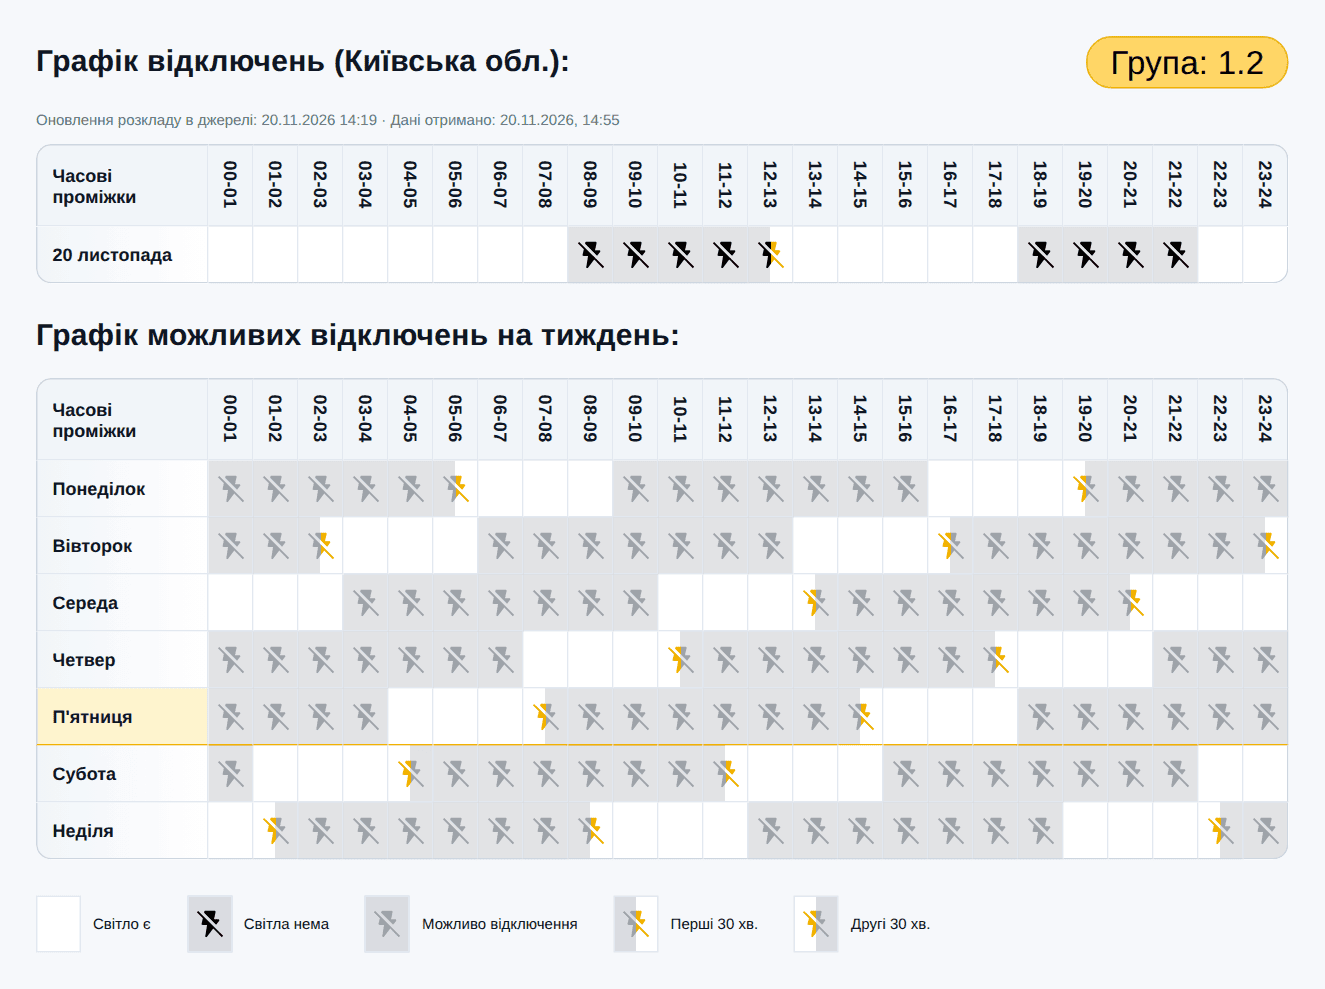 Графік відключень (Київська обл.):
Група: 1.2
Оновлення розкладу в джерелі: 20.11.2026 14:19 · Дані отримано: 20.11.2026, 14:55
Часові проміжки 00-01 01-02 02-03 03-04 04-05 05-06 06-07 07-08 08-09 09-10 10-11 11-12 12-13 13-14 14-15 15-16 16-17 17-18 18-19 19-20 20-21 21-22 22-23 23-24
20 листопада
Графік можливих відключень на тиждень:
Часові проміжки 00-01 01-02 02-03 03-04 04-05 05-06 06-07 07-08 08-09 09-10 10-11 11-12 12-13 13-14 14-15 15-16 16-17 17-18 18-19 19-20 20-21 21-22 22-23 23-24
Понеділок
Вівторок
Середа
Четвер
П'ятниця
Субота
Неділя
Світло є Світла нема Можливо відключення Перші 30 хв. Другі 30 хв.